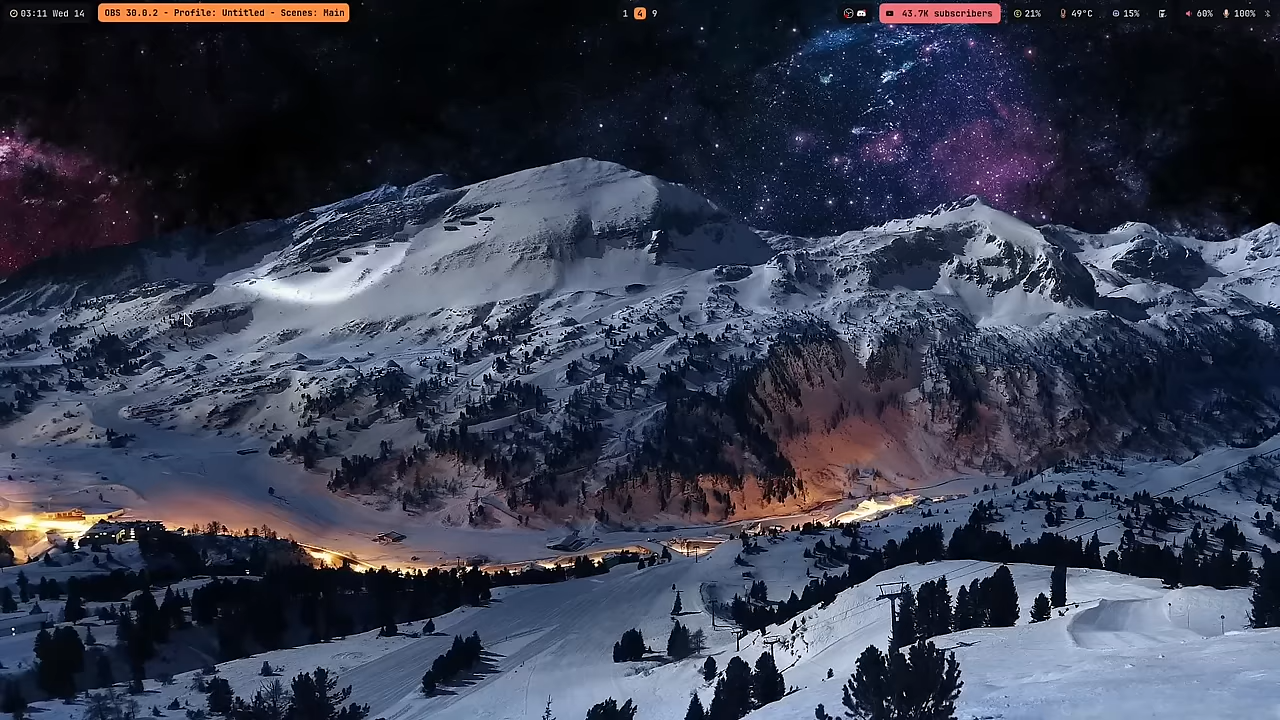 03:11 Wed 14
OBS 30.0.2 - Profile: Untitled - Scenes: Main
1 4 9
43.7K subscribers
21%
49°C
15%
60%
100%